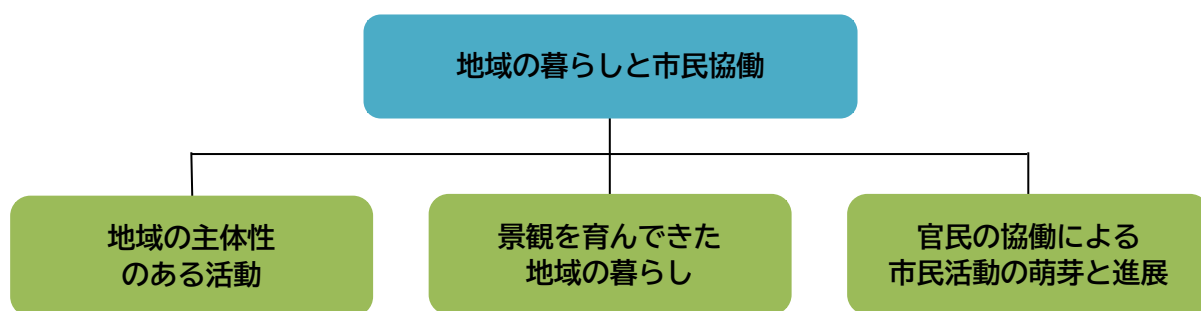 地域の暮らしと市民協働
地域の主体性
のある活動
景観を育んできた
地域の暮らし
官民の協働による
市民活動の萌芽と進展